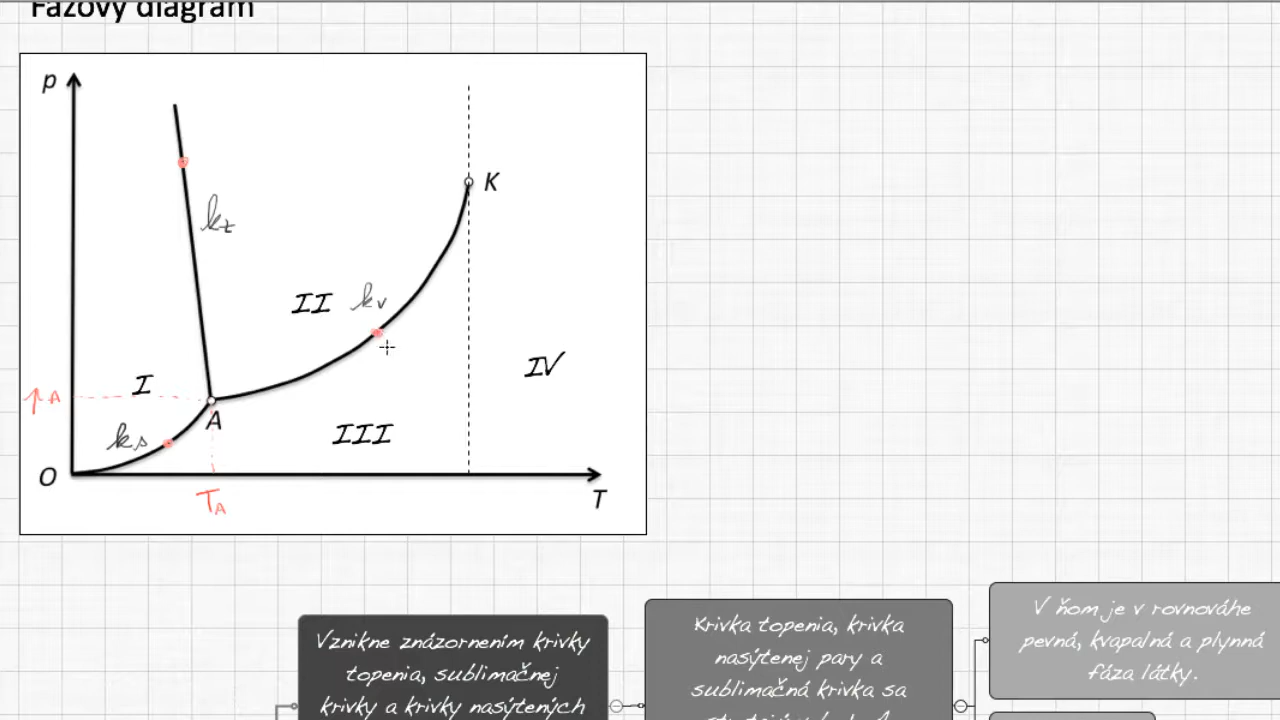 Fázový diagram
p
K
kt
II kv
IV
I
pA
A
ks
III
O
TA
T
Vznikne znázornením krivky
topenia, sublimačnej
krivky a krivky nasýtených
Krivka topenia, krivka
nasýtenej pary a
sublimačná krivka sa
V ňom je v rovnováhe
pevná, kvapalná a plynná
fáza látky.